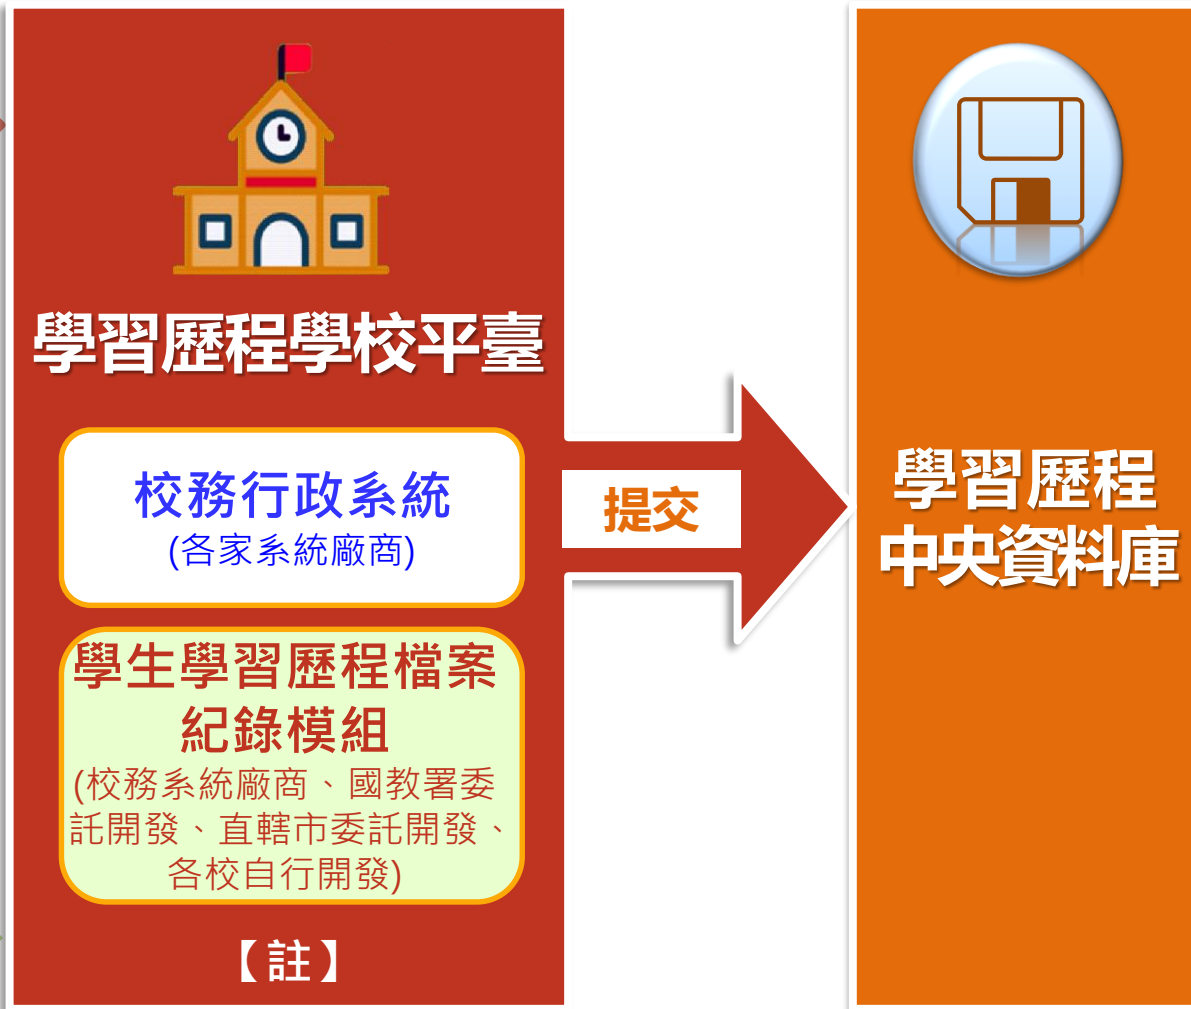 學習歷程學校平臺
校務行政系統
(各家系統廠商)
學生學習歷程檔案
紀錄模組
(校務系統廠商、國教署委
託開發、直轄市委託開發、
各校自行開發)
【註】
提交
學習歷程
中央資料庫